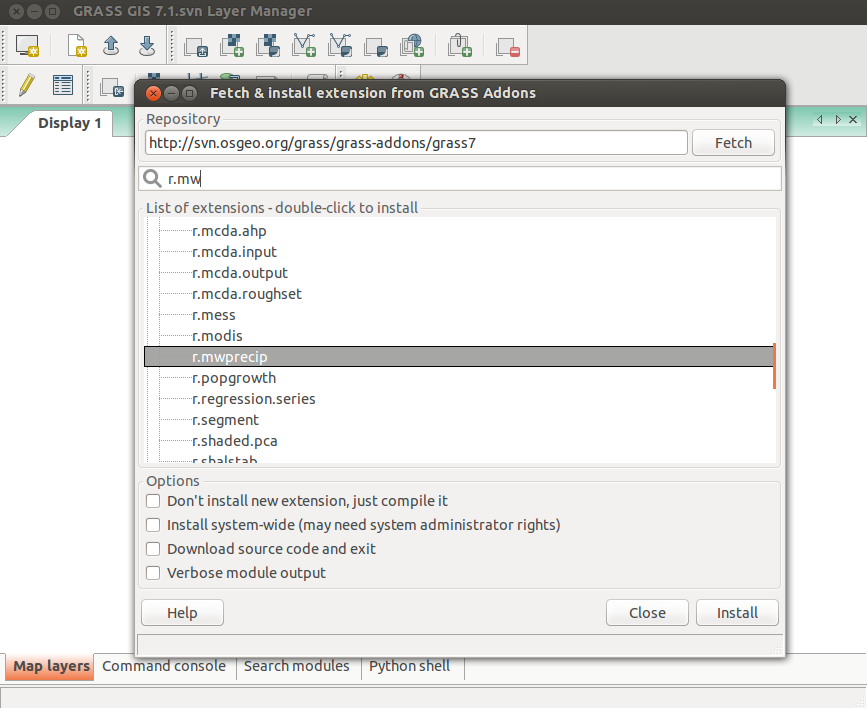 GRASS GIS 7.1.svn Layer Manager
Display 1
Fetch & install extension from GRASS Addons
Repository
http://svn.osgeo.org/grass/grass-addons/grass7
Fetch
r.mw
List of extensions - double-click to install
r.mcda.ahp
r.mcda.input
r.mcda.output
r.mcda.roughset
r.mess
r.modis
r.mwprecip
r.popgrowth
r.regression.series
r.segment
r.shaded.pca
r.shalstab
Options
Don't install new extension, just compile it
Install system-wide (may need system administrator rights)
Download source code and exit
Verbose module output
Help
Close
Install
Map layers
Command console
Search modules
Python shell